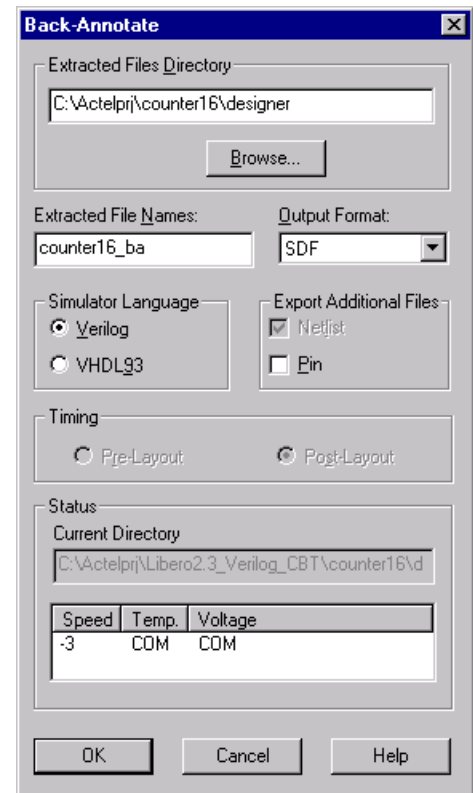 Back-Annotate
Extracted Files Directory
C:\Actelprj\counter16\designer
Browse...
Extracted File Names: Output Format:
counter16_ba SDF
Simulator Language Export Additional Files
Verilog Netlist
VHDL93 Pin
Timing
Pre-Layout Post-Layout
Status
Current Directory
C:\Actelprj\Libero2.3_Verilog_CBT\counter16\d
Speed Temp. Voltage
-3 COM COM
OK Cancel Help